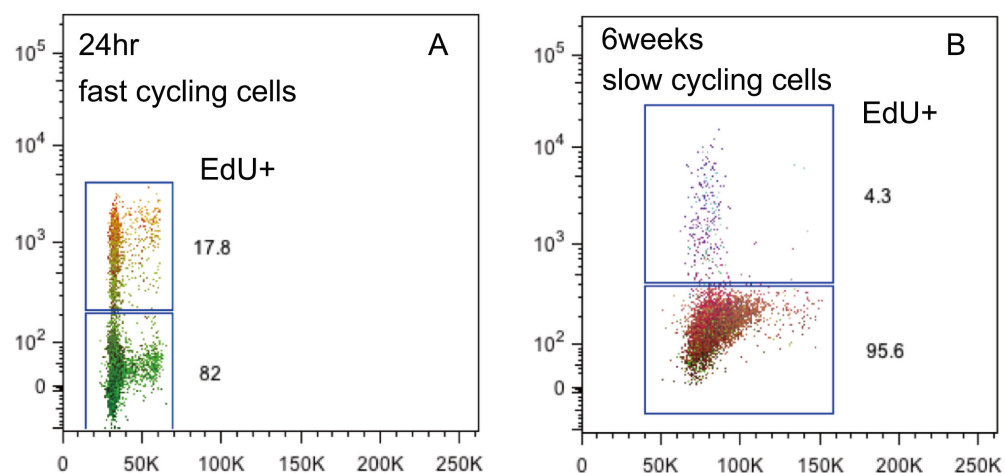 24hr
A
fast cycling cells
EdU+
17.8
82
10^5
10^4
10^3
10^2
0
0 50K 100K 150K 200K 250K
6weeks
B
slow cycling cells
EdU+
4.3
95.6
10^5
10^4
10^3
10^2
0
0 50K 100K 150K 200K 250K